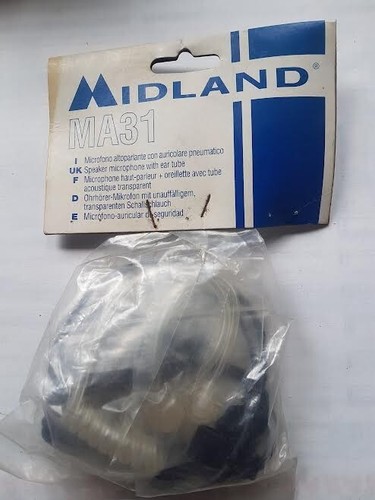 MIDLAND®
MA31
I Microfono altoparlante con auricolare pneumatico
UK Speaker microphone with ear tube
F Microphone haut-parleur + oreillette avec tube
acoustique transparent
D Ohrhörer-Mikrofon mit unauffälligem,
transparenten Schallschlauch
E Microfono-auricular de seguridad